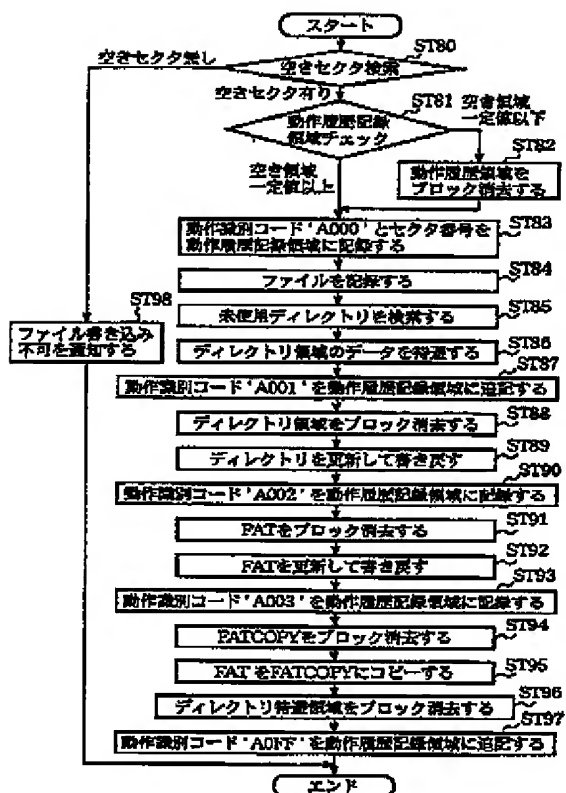 スタート
ST80
空きセクタ無し
空きセクタ検索
空きセクタ有り
ST81
空き領域
一定値以下
動作履歴記録
領域チェック
ST82
空き領域
一定値以上
動作履歴領域を
ブロック消去する
ST83
動作識別コード'A000'とセクタ番号を
動作履歴記録領域に記録する
ST84
ファイルを記録する
ST98
ST85
ファイル書き込み
不可を通知する
未使用ディレクトリを検索する
ST86
ディレクトリ領域のデータを待避する
ST87
動作識別コード'A001'を動作履歴記録領域に追記する
ST88
ディレクトリ領域をブロック消去する
ST89
ディレクトリを更新して書き戻す
ST90
動作識別コード'A002'を動作履歴記録領域に記録する
ST91
FATをブロック消去する
ST92
FATを更新して書き戻す
ST93
動作識別コード'A003'を動作履歴記録領域に記録する
ST94
FATCOPYをブロック消去する
ST95
FATをFATCOPYにコピーする
ST96
ディレクトリ待避領域をブロック消去する
ST97
動作識別コード'A0FF'を動作履歴記録領域に追記する
エンド